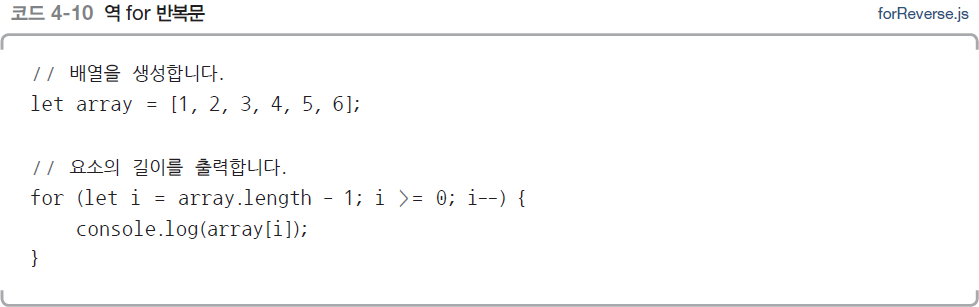 코드 4-10 역 for 반복문
forReverse.js
// 배열을 생성합니다.
let array = [1, 2, 3, 4, 5, 6];
// 요소의 길이를 출력합니다.
for (let i = array.length - 1; i >= 0; i--) {
    console.log(array[i]);
}